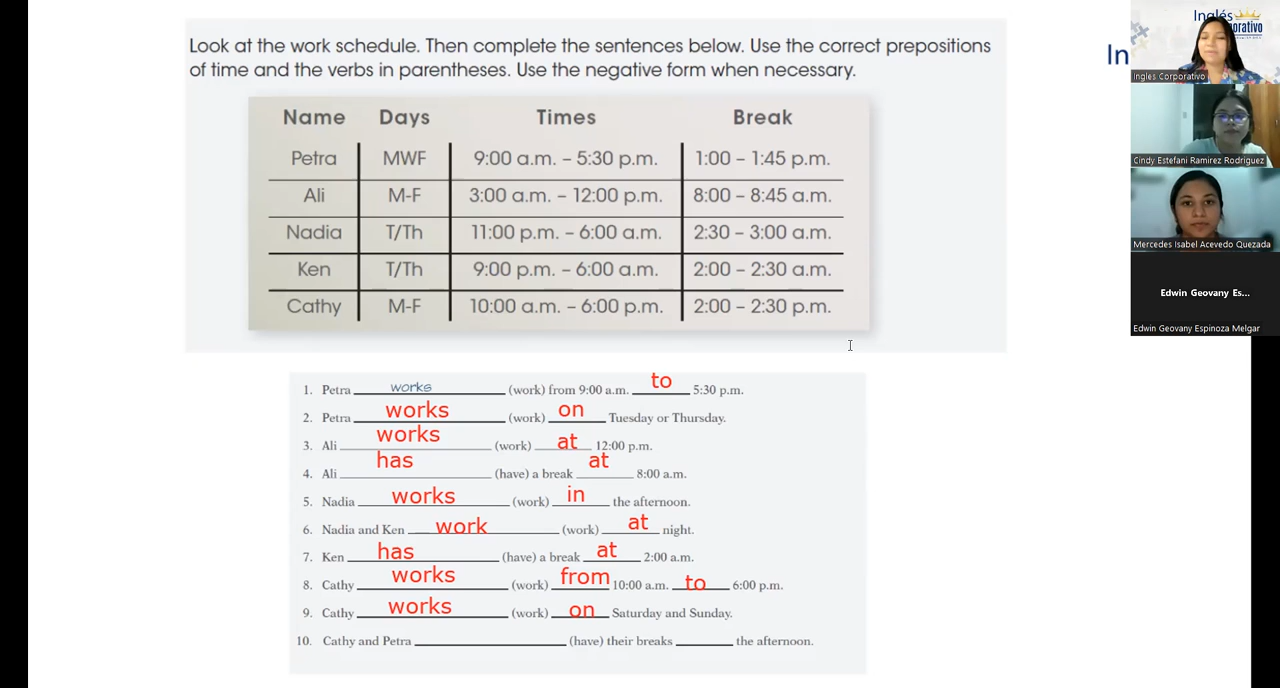 Look at the work schedule. Then complete the sentences below. Use the correct prepositions
of time and the verbs in parentheses. Use the negative form when necessary.
Name Days Times Break
Petra MWF 9:00 a.m. – 5:30 p.m. 1:00 – 1:45 p.m.
Ali M-F 3:00 a.m. – 12:00 p.m. 8:00 – 8:45 a.m.
Nadia T/Th 11:00 p.m. – 6:00 a.m. 2:30 – 3:00 a.m.
Ken T/Th 9:00 p.m. – 6:00 a.m. 2:00 – 2:30 a.m.
Cathy M-F 10:00 a.m. – 6:00 p.m. 2:00 – 2:30 p.m.
1. Petra works (work) from 9:00 a.m. to 5:30 p.m.
2. Petra works (work) on Tuesday or Thursday.
3. Ali works (work) at 12:00 p.m.
4. Ali has (have) a break at 8:00 a.m.
5. Nadia works (work) in the afternoon.
6. Nadia and Ken work (work) at night.
7. Ken has (have) a break at 2:00 a.m.
8. Cathy works (work) from 10:00 a.m. to 6:00 p.m.
9. Cathy works (work) on Saturday and Sunday.
10. Cathy and Petra (have) their breaks the afternoon.
In
Inglés
orativo
Ingles Corporativo
Cindy Estefani Ramirez Rodriguez
Mercedes Isabel Acevedo Quezada
Edwin Geovany Es...
Edwin Geovany Espinoza Melgar